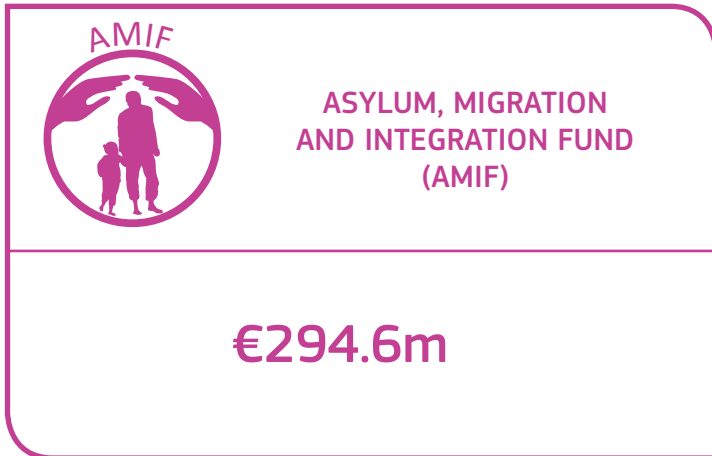 AMIF
ASYLUM, MIGRATION
AND INTEGRATION FUND
(AMIF)
€294.6m